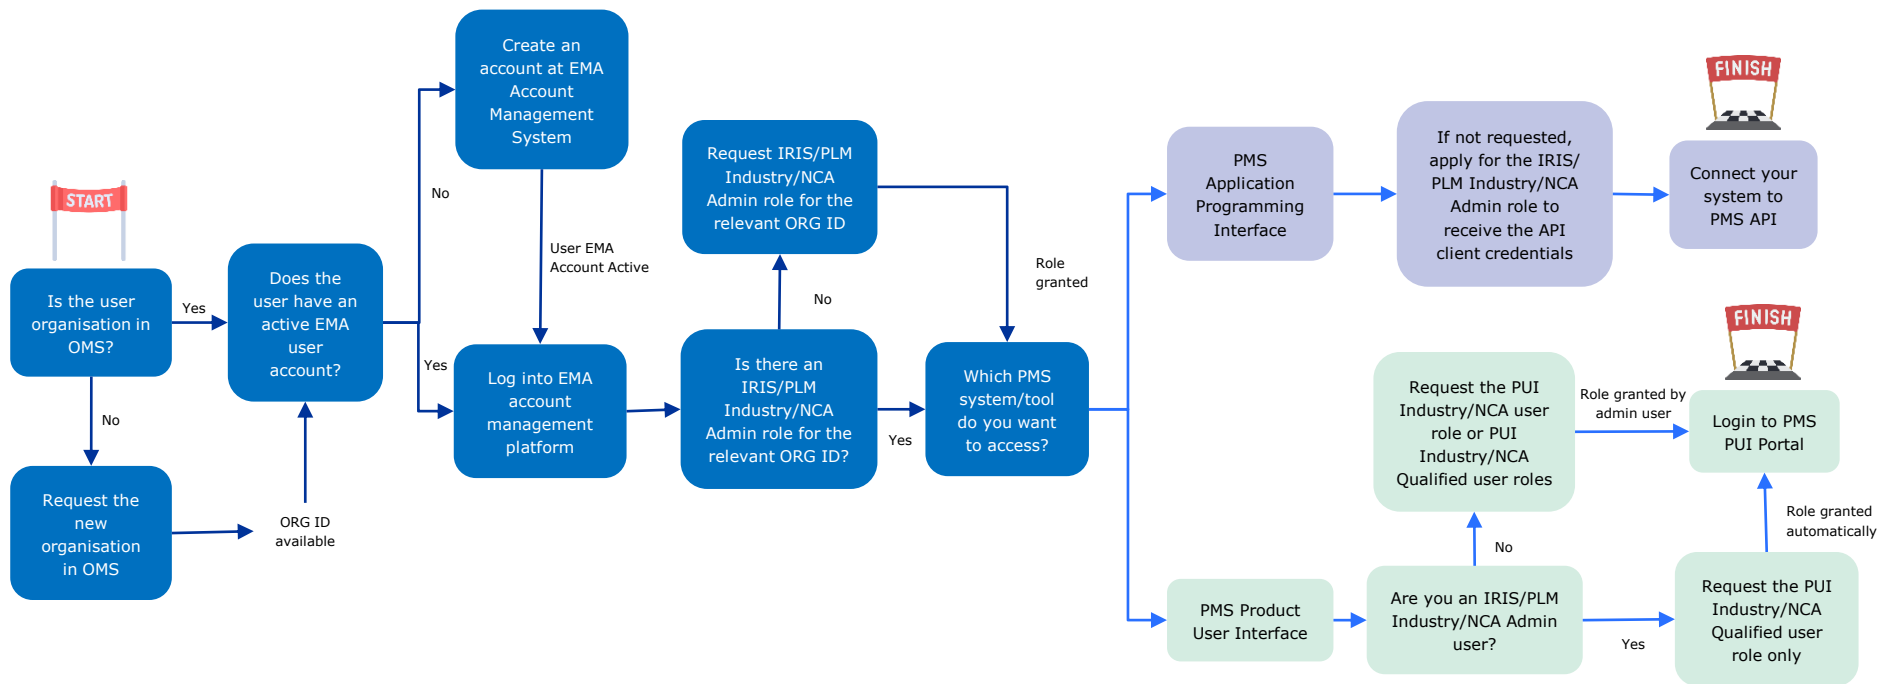 START
Is the user
organisation in
OMS?
Yes
No
Request the
new
organisation
in OMS
ORG ID
available
Does the
user have an
active EMA
user
account?
No
Yes
Create an
account at EMA
Account
Management
System
User EMA
Account Active
Log into EMA
account
management
platform
Request IRIS/PLM
Industry/NCA
Admin role for the
relevant ORG ID
No
Is there an
IRIS/PLM
Industry/NCA
Admin role for the
relevant ORG ID?
Yes
Role
granted
Which PMS
system/tool
do you want
to access?
PMS
Application
Programming
Interface
If not requested,
apply for the IRIS/
PLM Industry/NCA
Admin role to
receive the API
client credentials
FINISH
Connect your
system to
PMS API
PMS Product
User Interface
Are you an IRIS/PLM
Industry/NCA Admin
user?
No
Request the PUI
Industry/NCA user
role or PUI
Industry/NCA
Qualified user roles
Role granted by
admin user
Yes
Request the PUI
Industry/NCA
Qualified user
role only
Role granted
automatically
FINISH
Login to PMS
PUI Portal